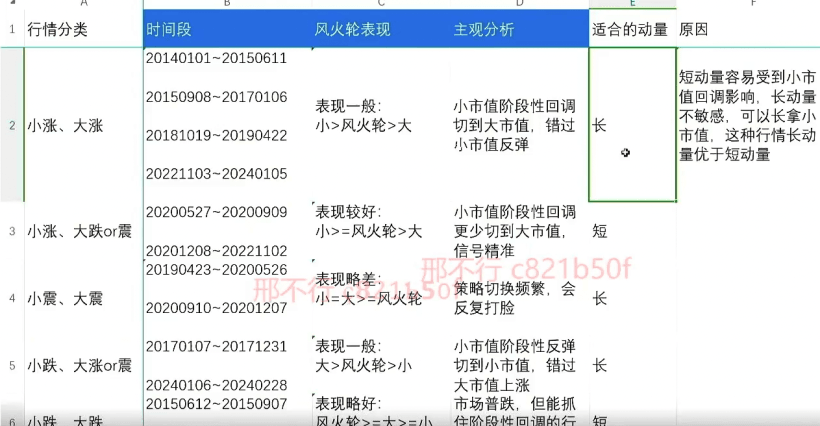 A B C D E F
1 行情分类 时间段 风火轮表现 主观分析 适合的动量 原因
2 小涨、大涨
20140101~20150611
20150908~20170106
20181019~20190422
20221103~20240105
表现一般:
小>风火轮>大
小市值阶段性回调
切到大市值，错过
小市值反弹
长
短动量容易受到小市
值回调影响，长动量
不敏感，可以长拿小
市值，这种行情长动
量优于短动量
3 小涨、大跌or震
20200527~20200909
20201208~20221102
表现较好:
小>=风火轮>大
小市值阶段性回调
更少切到大市值，
信号精准
短
4 小震、大震
20190423~20200526
20200910~20201207
表现略差:
小=大>=风火轮
策略切换频繁，会
反复打脸
长
5 小跌、大涨or震
20170107~20171231
20240106~20240228
表现一般:
大>风火轮>小
小市值阶段性反弹
切到小市值，错过
大市值上涨
长
6 小跌、大跌
20150612~20150907
表现略好:
风火轮>=大>=小
市场普跌，但能抓
住阶段性回调的行
短
邢不行 c821b50f
邢不行 c821b50f